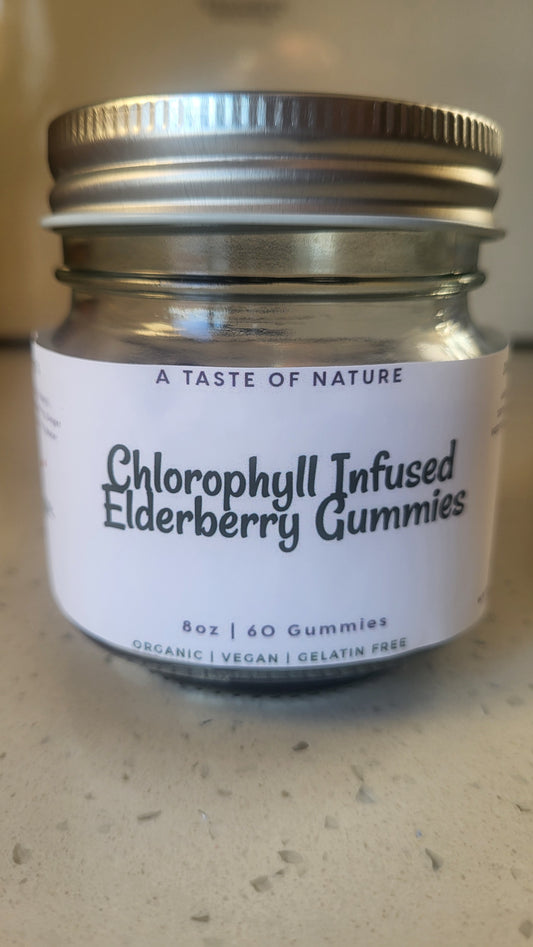 A TASTE OF NATURE
Chlorophyll Infused
Elderberry Gummies
8oz | 60 Gummies
ORGANIC | VEGAN | GELATIN FREE